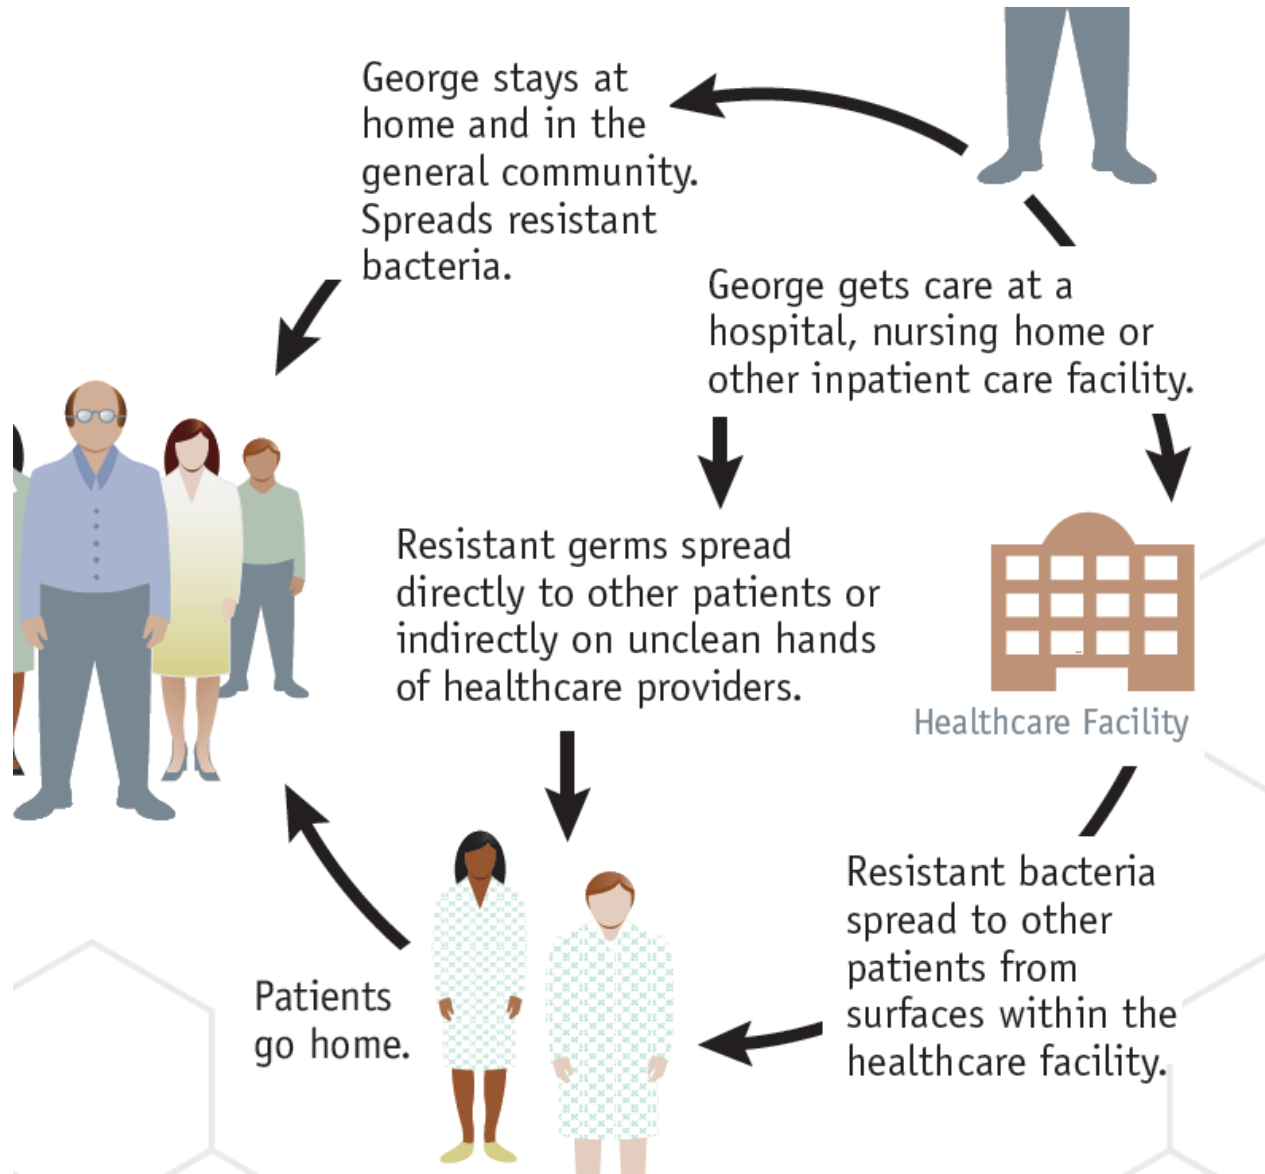 George stays at
home and in the
general community.
Spreads resistant
bacteria.
George gets care at a
hospital, nursing home or
other inpatient care facility.
Resistant germs spread
directly to other patients or
indirectly on unclean hands
of healthcare providers.
Healthcare Facility
Resistant bacteria
spread to other
patients from
surfaces within the
healthcare facility.
Patients
go home.